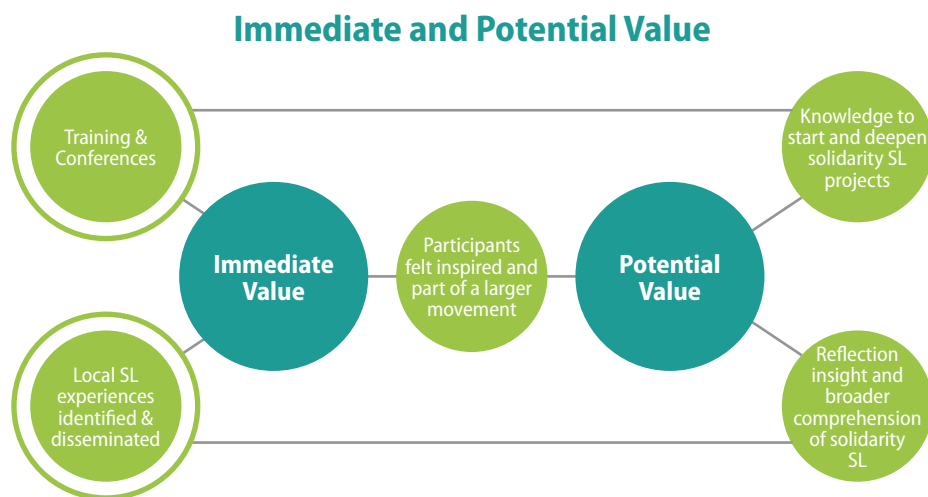 Immediate and Potential Value
Training &
Conferences
Knowledge to
start and deepen
solidarity SL
projects
Immediate
Value
Participants
felt inspired and
part of a larger
movement
Potential
Value
Local SL
experiences
identified &
disseminated
Reflection
insight and
broader
comprehension
of solidarity
SL